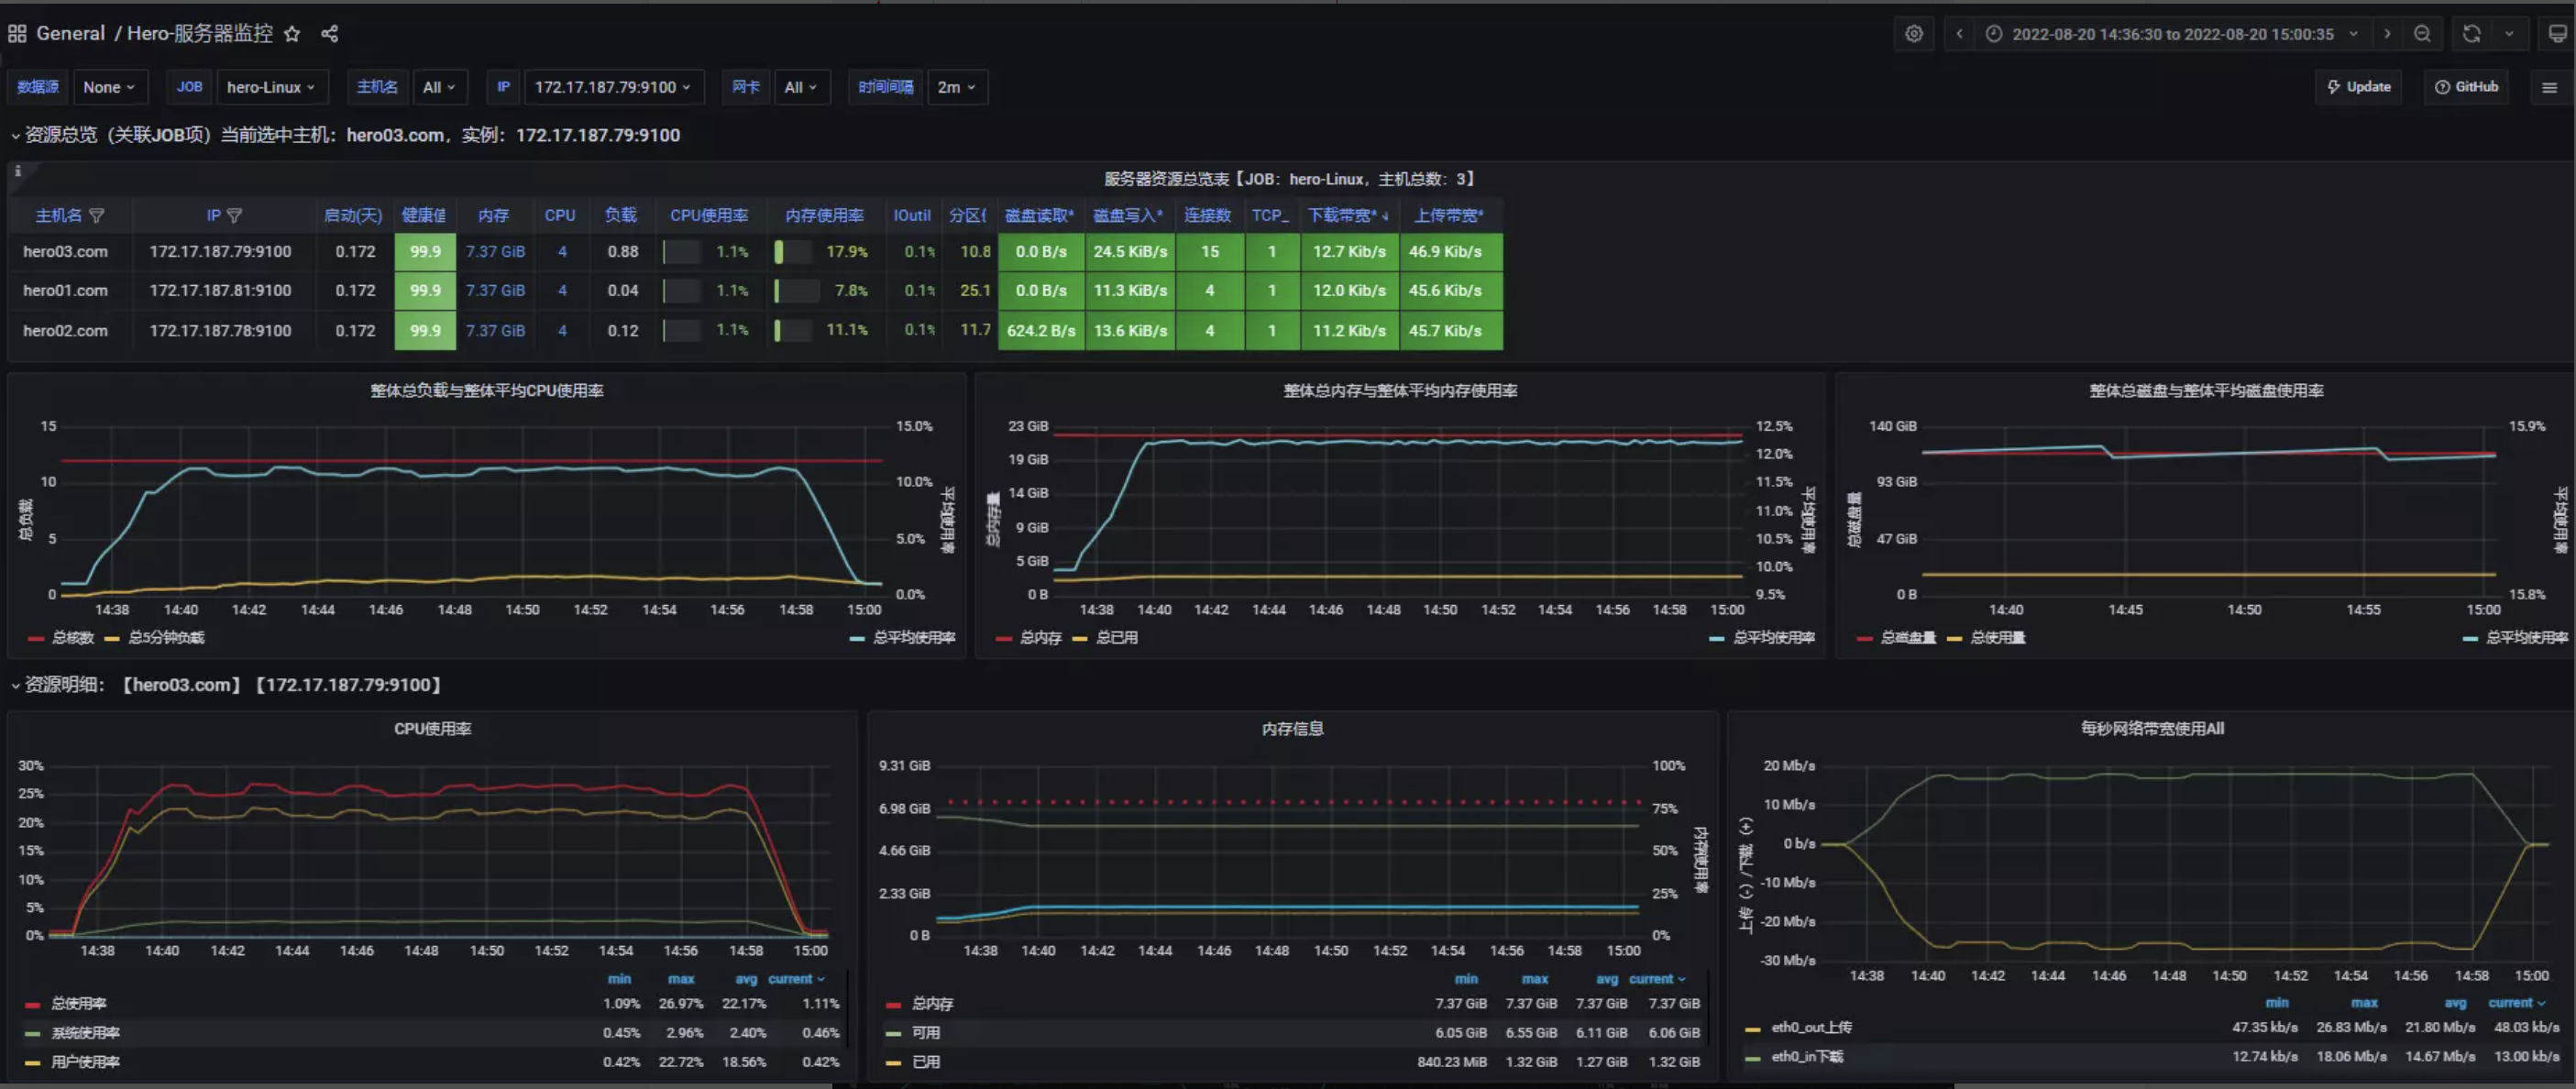 General / Hero-服务器监控
2022-08-20 14:36:30 to 2022-08-20 15:00:35
数据源 None JOB hero-Linux 主机名 All IP 172.17.187.79:9100 网卡 All 时间间隔 2m Update GitHub
资源总览（关联JOB项）当前选中主机：hero03.com，实例：172.17.187.79:9100
i
服务器资源总览表【JOB：hero-Linux，主机总数：3】
主机名 IP 启动(天) 健康值 内存 CPU 负载 CPU使用率 内存使用率 IOutil 分区( 磁盘读取* 磁盘写入* 连接数 TCP_ 下载带宽* 上传带宽*
hero03.com 172.17.187.79:9100 0.172 99.9 7.37 GiB 4 0.88 1.1% 17.9% 0.1% 10.8 0.0 B/s 24.5 KiB/s 15 1 12.7 Kib/s 46.9 Kib/s
hero01.com 172.17.187.81:9100 0.172 99.9 7.37 GiB 4 0.04 1.1% 7.8% 0.1% 25.1 0.0 B/s 11.3 KiB/s 4 1 12.0 Kib/s 45.6 Kib/s
hero02.com 172.17.187.78:9100 0.172 99.9 7.37 GiB 4 0.12 1.1% 11.1% 0.1% 11.7 624.2 B/s 13.6 KiB/s 4 1 11.2 Kib/s 45.7 Kib/s
整体总负载与整体平均CPU使用率
15 15.0%
10 10.0%
5 5.0%
0 0.0%
总负载
平均使用率
14:38 14:40 14:42 14:44 14:46 14:48 14:50 14:52 14:54 14:56 14:58 15:00
总核数 总5分钟负载 总平均使用率
整体总内存与整体平均内存使用率
23 GiB 12.5%
12.0%
19 GiB
11.5%
14 GiB
11.0%
9 GiB
10.5%
5 GiB
10.0%
0 B 9.5%
总内存量
平均使用率
14:38 14:40 14:42 14:44 14:46 14:48 14:50 14:52 14:54 14:56 14:58 15:00
总内存 总已用 总平均使用率
整体总磁盘与整体平均磁盘使用率
140 GiB 15.9%
93 GiB
47 GiB
0 B 15.8%
总磁盘量
平均使用率
14:40 14:45 14:50 14:55 15:00
总磁盘量 总使用量 总平均使用率
资源明细：【hero03.com】【172.17.187.79:9100】
CPU使用率
30%
25%
20%
15%
10%
5%
0%
14:38 14:40 14:42 14:44 14:46 14:48 14:50 14:52 14:54 14:56 14:58 15:00
min max avg current
总使用率 1.09% 26.97% 22.17% 1.11%
系统使用率 0.45% 2.96% 2.40% 0.46%
用户使用率 0.42% 22.72% 18.56% 0.42%
内存信息
9.31 GiB 100%
6.98 GiB 75%
4.66 GiB 50%
2.33 GiB 25%
0 B 0%
内存使用率
14:38 14:40 14:42 14:44 14:46 14:48 14:50 14:52 14:54 14:56 14:58 15:00
min max avg current
总内存 7.37 GiB 7.37 GiB 7.37 GiB 7.37 GiB
可用 6.05 GiB 6.55 GiB 6.11 GiB 6.06 GiB
已用 840.23 MiB 1.32 GiB 1.27 GiB 1.32 GiB
每秒网络带宽使用All
20 Mb/s
10 Mb/s
0 b/s
-10 Mb/s
-20 Mb/s
-30 Mb/s
上传（-）/下载（+）
14:38 14:40 14:42 14:44 14:46 14:48 14:50 14:52 14:54 14:56 14:58 15:00
min max avg current
eth0_out上传 47.35 kb/s 26.83 Mb/s 21.80 Mb/s 48.03 kb/s
eth0_in下载 12.74 kb/s 18.06 Mb/s 14.67 Mb/s 13.00 kb/s